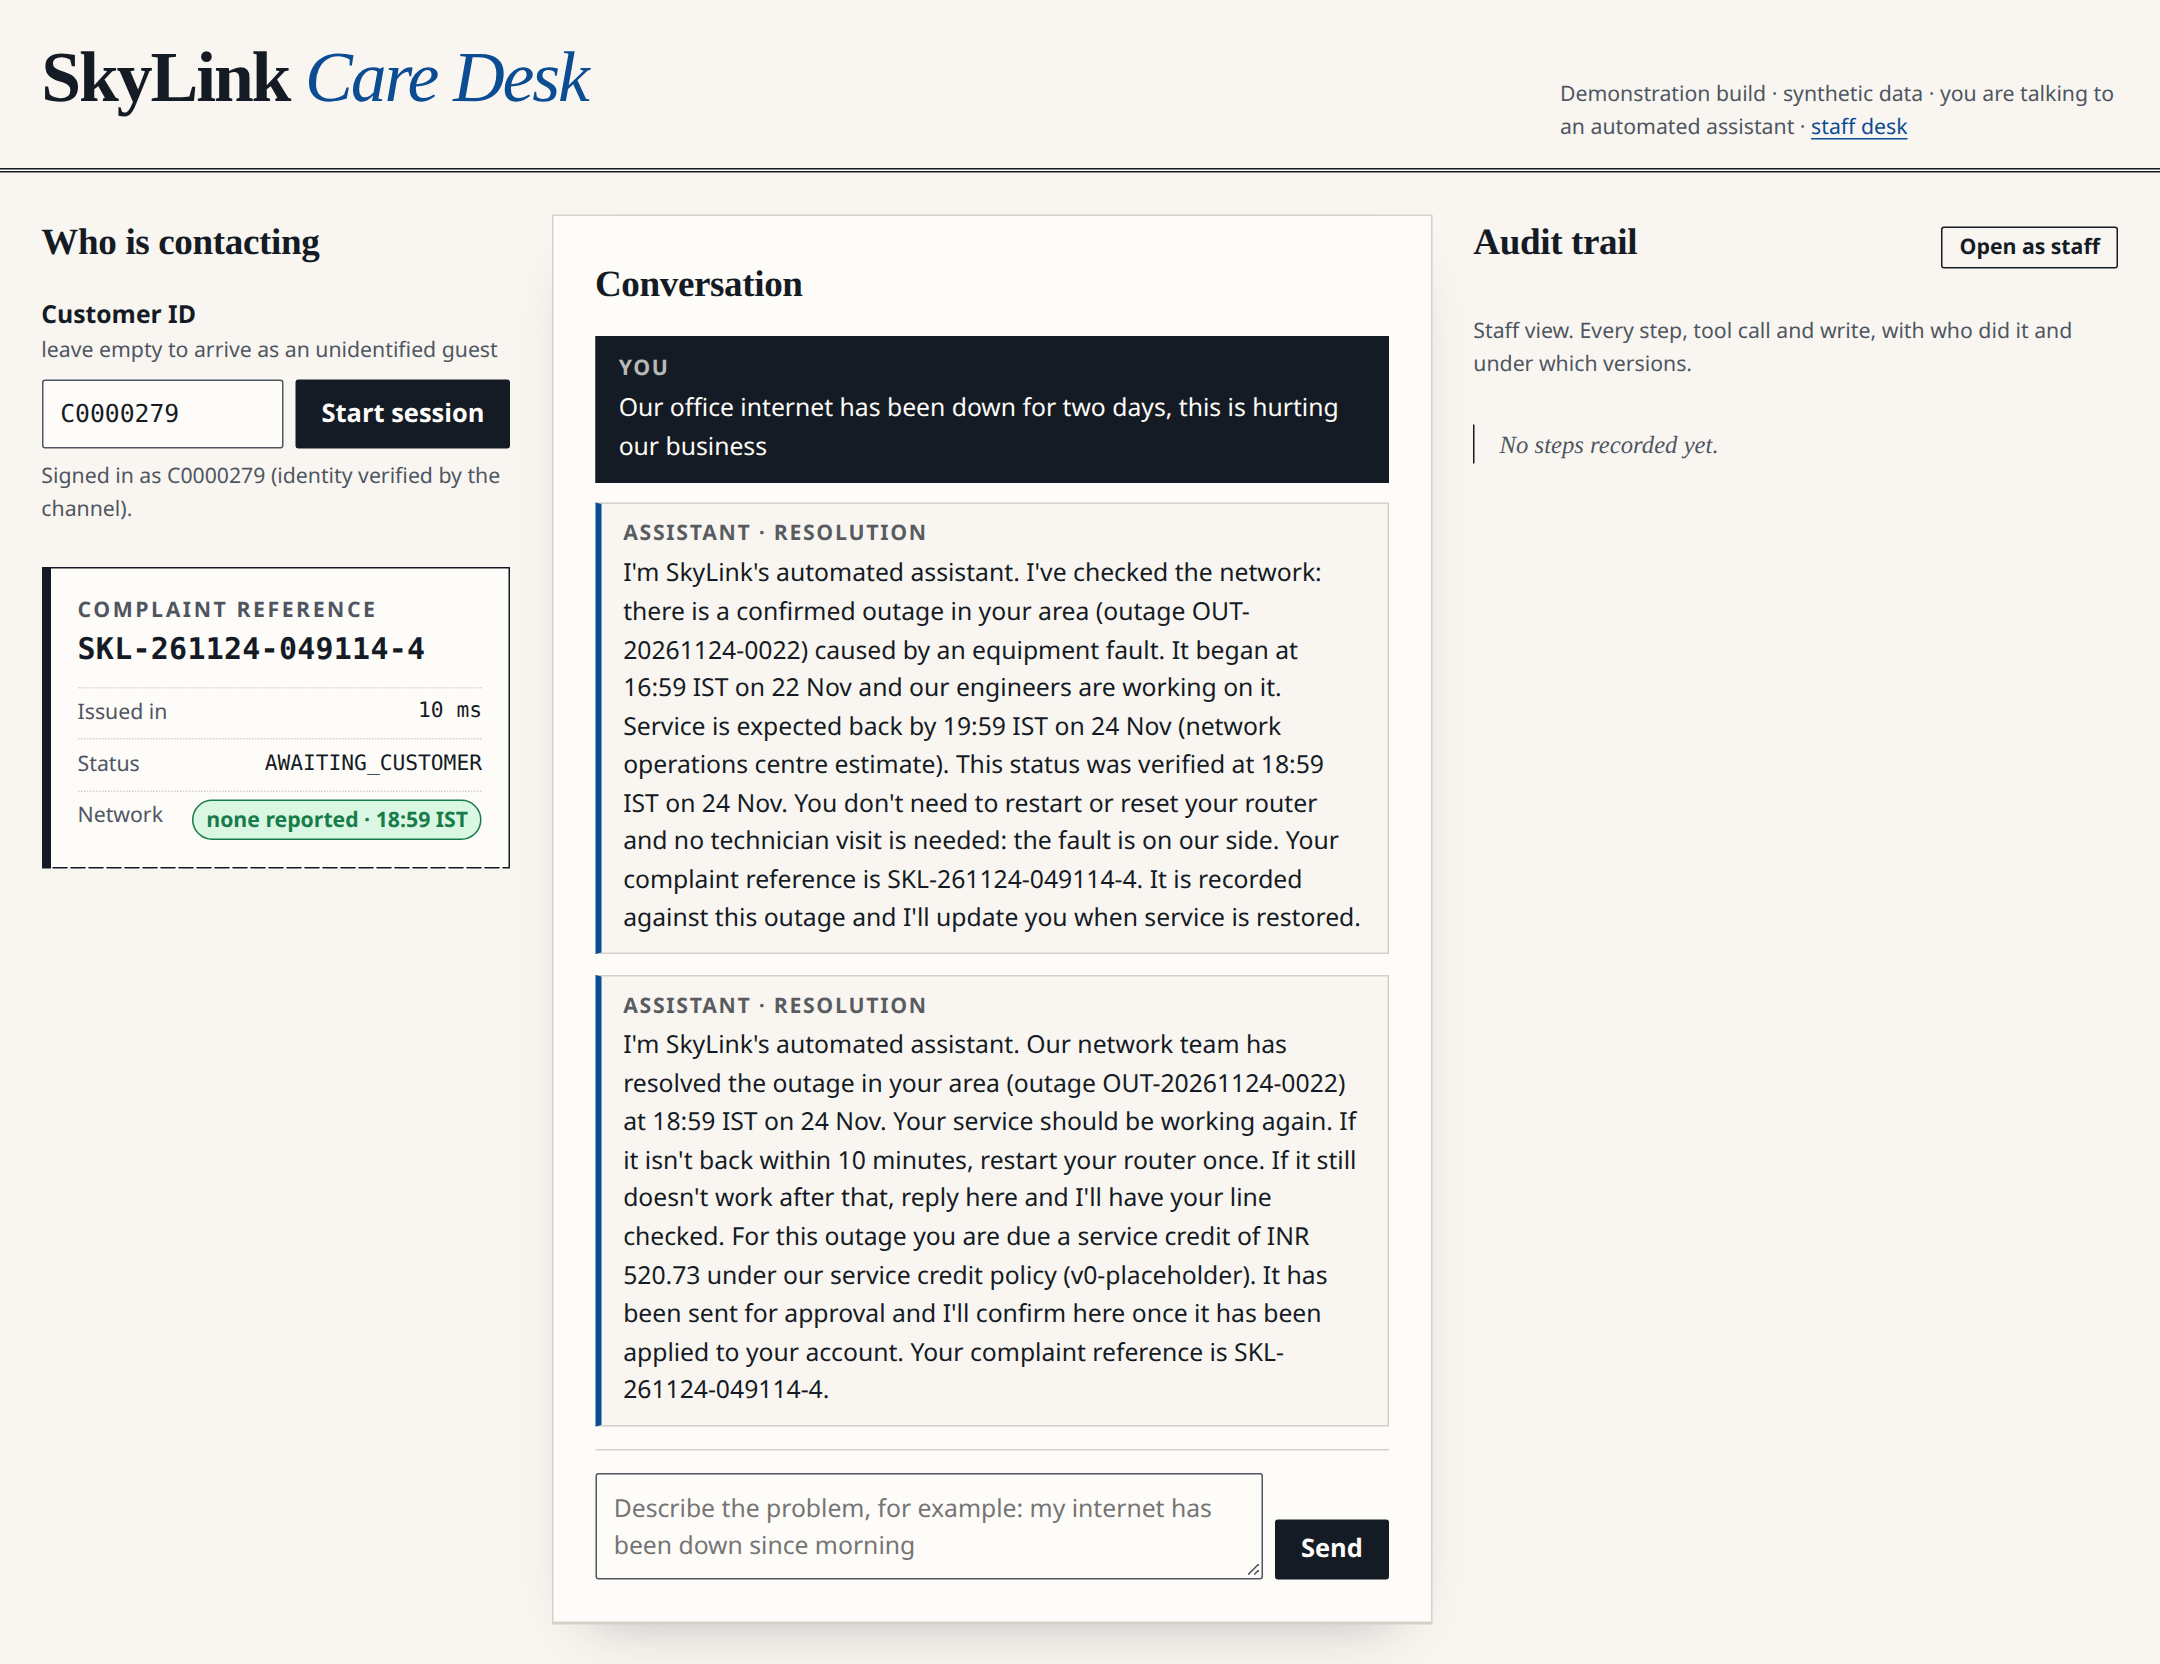 SkyLink Care Desk
Demonstration build · synthetic data · you are talking to
an automated assistant · staff desk
Who is contacting
Customer ID
leave empty to arrive as an unidentified guest
C0000279
Start session
Signed in as C0000279 (identity verified by the
channel).
COMPLAINT REFERENCE
SKL-261124-049114-4
Issued in 10 ms
Status AWAITING_CUSTOMER
Network none reported · 18:59 IST
Conversation
YOU
Our office internet has been down for two days, this is hurting
our business
ASSISTANT · RESOLUTION
I'm SkyLink's automated assistant. I've checked the network:
there is a confirmed outage in your area (outage OUT-
20261124-0022) caused by an equipment fault. It began at
16:59 IST on 22 Nov and our engineers are working on it.
Service is expected back by 19:59 IST on 24 Nov (network
operations centre estimate). This status was verified at 18:59
IST on 24 Nov. You don't need to restart or reset your router
and no technician visit is needed: the fault is on our side. Your
complaint reference is SKL-261124-049114-4. It is recorded
against this outage and I'll update you when service is restored.
ASSISTANT · RESOLUTION
I'm SkyLink's automated assistant. Our network team has
resolved the outage in your area (outage OUT-20261124-0022)
at 18:59 IST on 24 Nov. Your service should be working again. If
it isn't back within 10 minutes, restart your router once. If it still
doesn't work after that, reply here and I'll have your line
checked. For this outage you are due a service credit of INR
520.73 under our service credit policy (v0-placeholder). It has
been sent for approval and I'll confirm here once it has been
applied to your account. Your complaint reference is SKL-
261124-049114-4.
Describe the problem, for example: my internet has
been down since morning
Send
Audit trail
Open as staff
Staff view. Every step, tool call and write, with who did it and
under which versions.
No steps recorded yet.